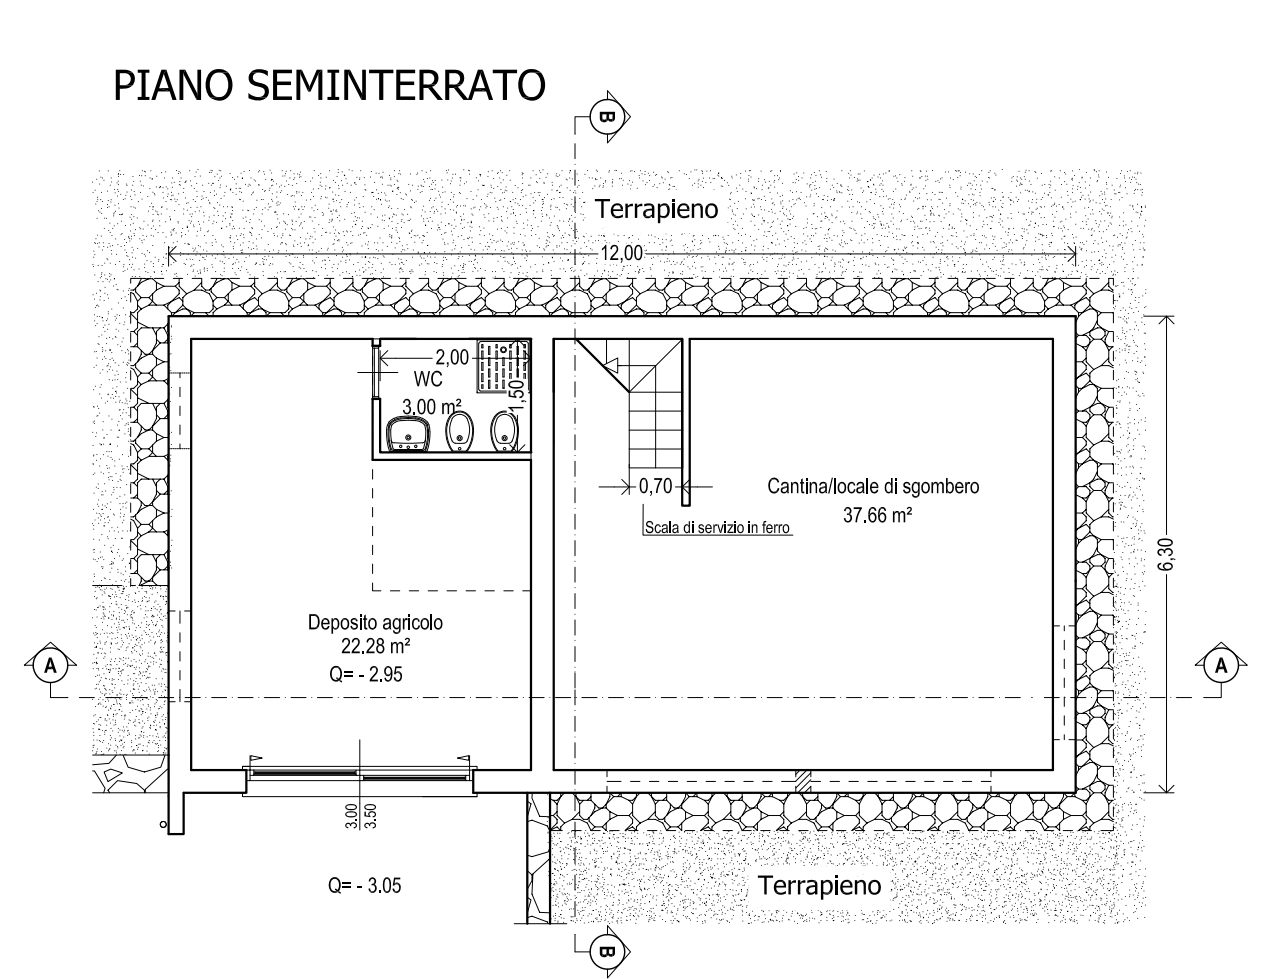 PIANO SEMINTERRATO
B
Terrapieno
12,00
2,00
WC
3.00 m²
1,50
0,70
Scala di servizio in ferro
Cantina/locale di sgombero
37.66 m²
6,30
Deposito agricolo
22.28 m²
Q= - 2.95
A
A
3.00
3.50
Q= - 3.05
Terrapieno
B